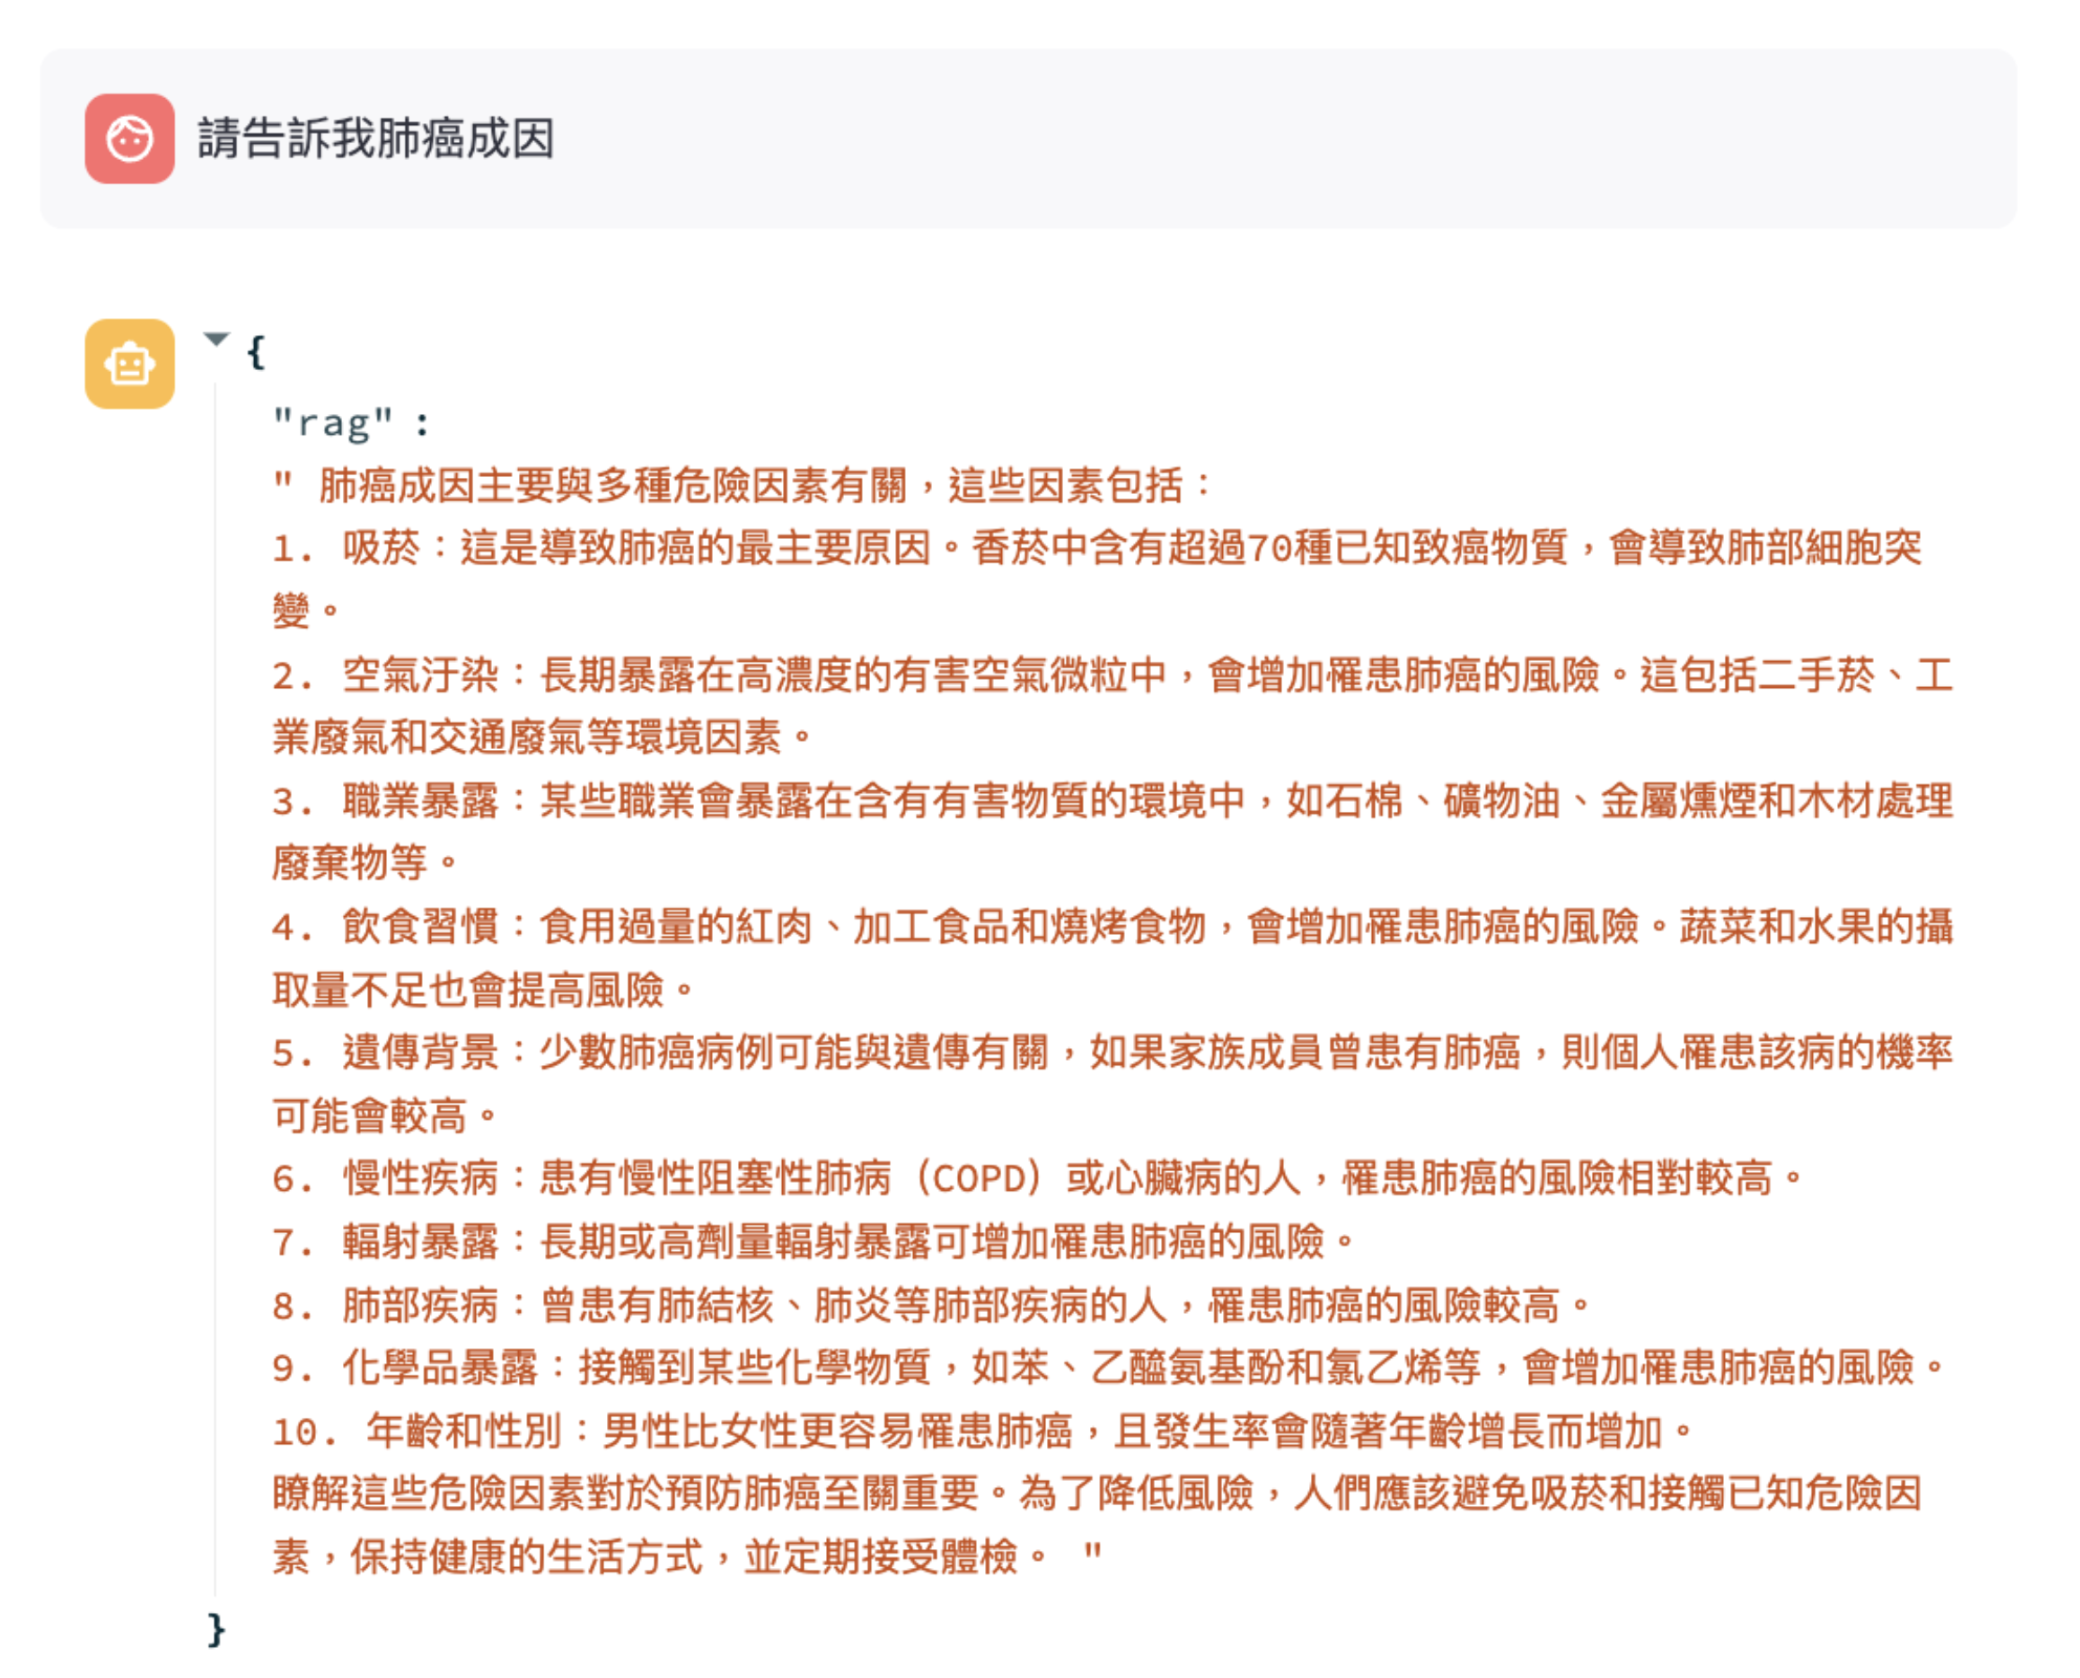 請告訴我肺癌成因
{
"rag" :
" 肺癌成因主要與多種危險因素有關，這些因素包括：
1. 吸菸：這是導致肺癌的最主要原因。香菸中含有超過70種已知致癌物質，會導致肺部細胞突
變。
2. 空氣汙染：長期暴露在高濃度的有害空氣微粒中，會增加罹患肺癌的風險。這包括二手菸、工
業廢氣和交通廢氣等環境因素。
3. 職業暴露：某些職業會暴露在含有有害物質的環境中，如石棉、礦物油、金屬燻煙和木材處理
廢棄物等。
4. 飲食習慣：食用過量的紅肉、加工食品和燒烤食物，會增加罹患肺癌的風險。蔬菜和水果的攝
取量不足也會提高風險。
5. 遺傳背景：少數肺癌病例可能與遺傳有關，如果家族成員曾患有肺癌，則個人罹患該病的機率
可能會較高。
6. 慢性疾病：患有慢性阻塞性肺病（COPD）或心臟病的人，罹患肺癌的風險相對較高。
7. 輻射暴露：長期或高劑量輻射暴露可增加罹患肺癌的風險。
8. 肺部疾病：曾患有肺結核、肺炎等肺部疾病的人，罹患肺癌的風險較高。
9. 化學品暴露：接觸到某些化學物質，如苯、乙醯氨基酚和氯乙烯等，會增加罹患肺癌的風險。
10. 年齡和性別：男性比女性更容易罹患肺癌，且發生率會隨著年齡增長而增加。
瞭解這些危險因素對於預防肺癌至關重要。為了降低風險，人們應該避免吸菸和接觸已知危險因
素，保持健康的生活方式，並定期接受體檢。 "
}